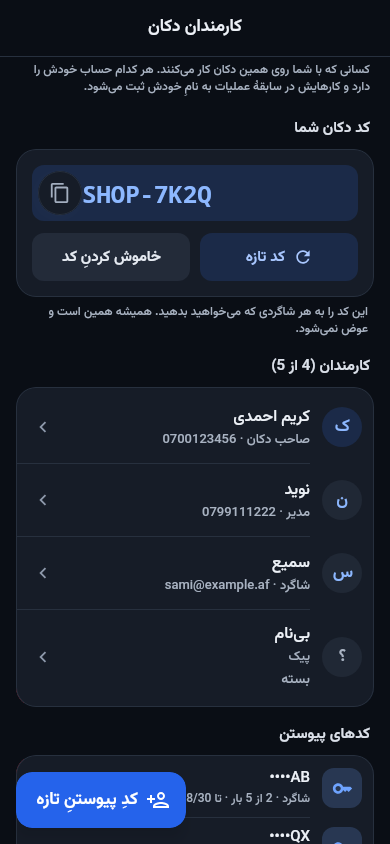 کارمندان دکان
کسانی که با شما روی همین دکان کار می‌کنند. هر کدام حساب خودش را
دارد و کارهایش در سابقهٔ عملیات به نامِ خودش ثبت می‌شود.
کد دکان شما
SHOP-7K2Q
کد تازه
خاموش کردنِ کد
این کد را به هر شاگردی که می‌خواهید بدهید. همیشه همین است و
عوض نمی‌شود.
کارمندان (4 از 5)
ک
کریم احمدی
صاحب دکان · 0700123456
ن
نوید
مدیر · 0799111222
س
سمیع
شاگرد · sami@example.af
؟
بی‌نام
پیک
بسته
کدهای پیوستن
••••AB
شاگرد · 2 از 5 بار · تا 8/30
••••QX
کدِ پیوستنِ تازه